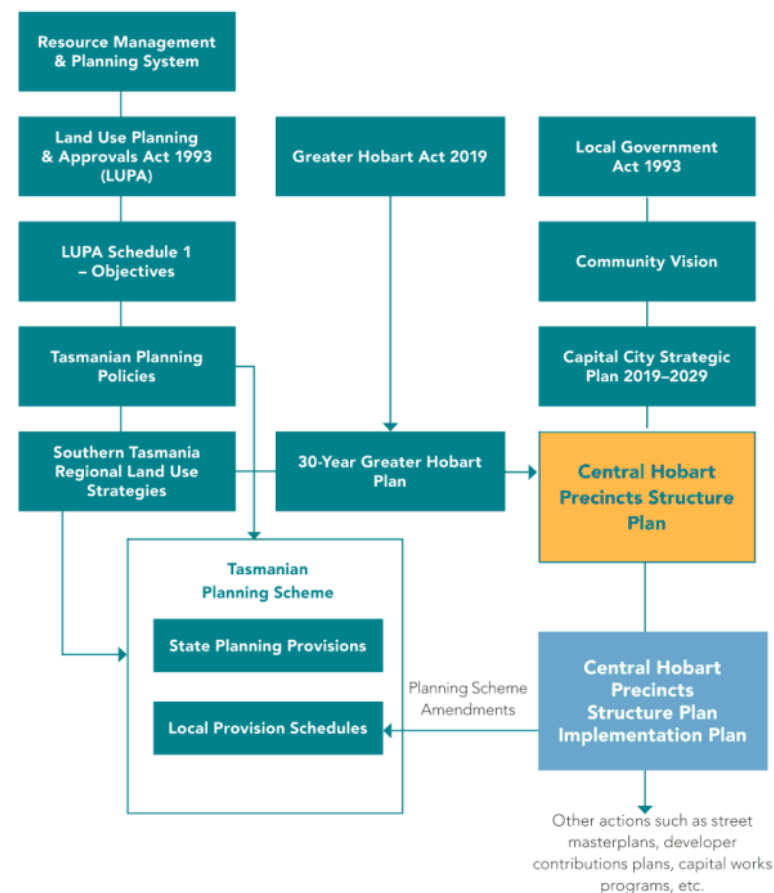 Resource Management
& Planning System
Land Use Planning
& Approvals Act 1993
(LUPA)
Greater Hobart Act 2019
Local Government
Act 1993
LUPA Schedule 1
– Objectives
Community Vision
Tasmanian Planning
Policies
Capital City Strategic
Plan 2019–2029
Southern Tasmania
Regional Land Use
Strategies
30-Year Greater Hobart
Plan
Central Hobart
Precincts Structure
Plan
Tasmanian
Planning Scheme
State Planning Provisions
Local Provision Schedules
Planning Scheme
Amendments
Central Hobart
Precincts
Structure Plan
Implementation Plan
Other actions such as street
masterplans, developer
contributions plans, capital works
programs, etc.